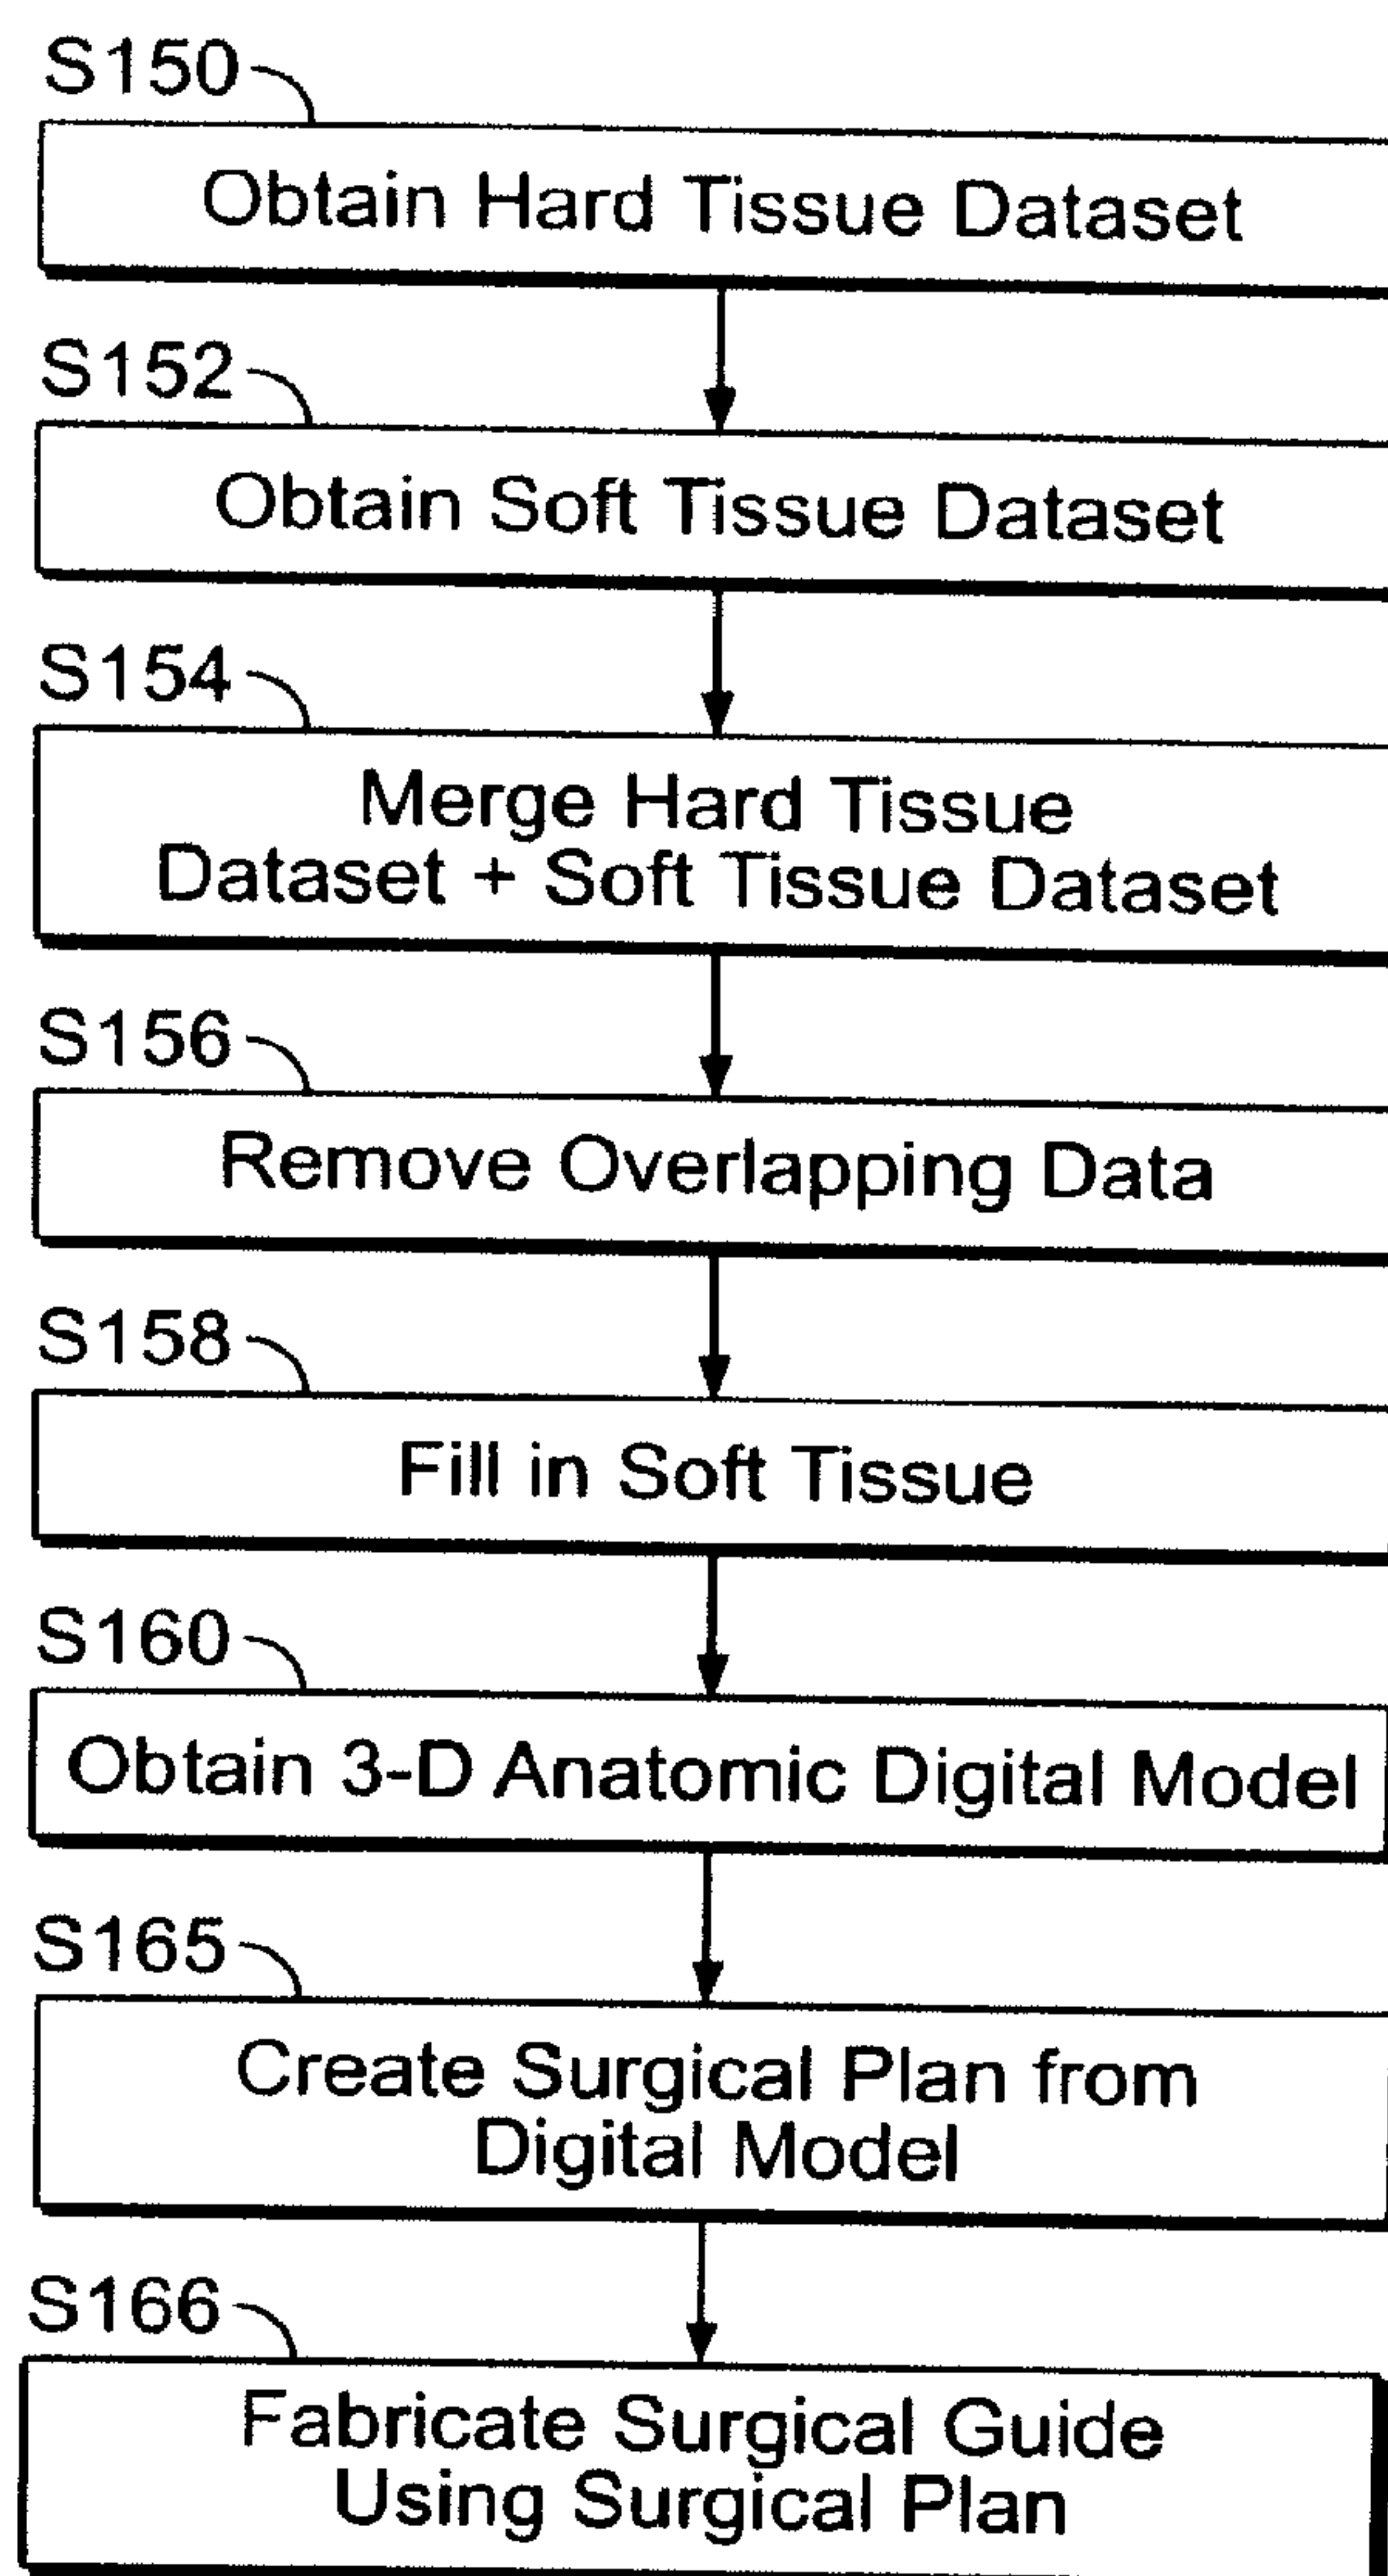 S150
Obtain Hard Tissue Dataset
S152
Obtain Soft Tissue Dataset
S154
Merge Hard Tissue
Dataset + Soft Tissue Dataset
S156
Remove Overlapping Data
S158
Fill in Soft Tissue
S160
Obtain 3-D Anatomic Digital Model
S165
Create Surgical Plan from
Digital Model
S166
Fabricate Surgical Guide
Using Surgical Plan